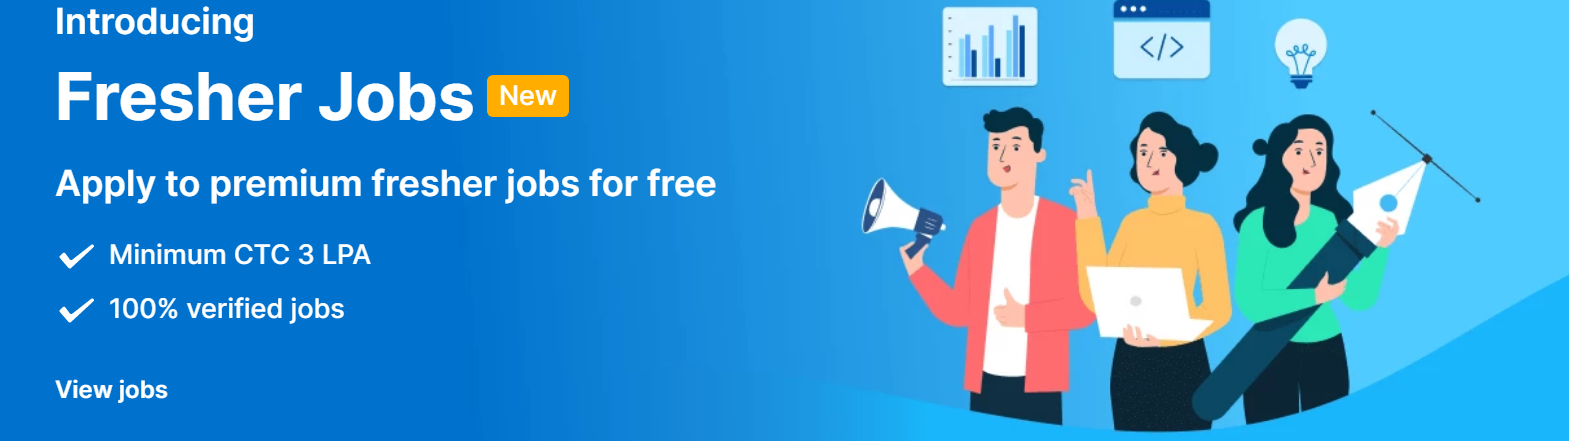 Introducing
Fresher Jobs New
Apply to premium fresher jobs for free
Minimum CTC 3 LPA
100% verified jobs
View jobs
</>